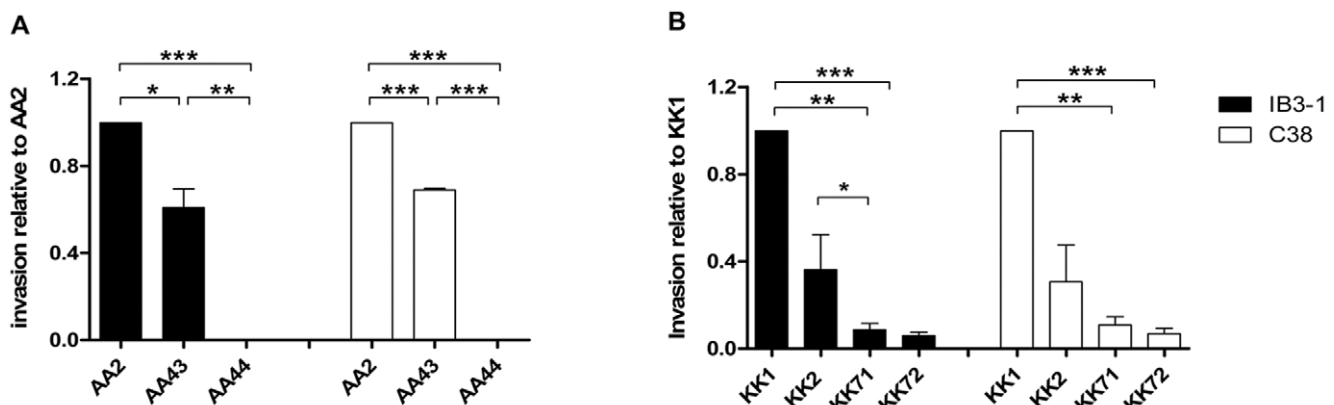 A
invasion relative to AA2
1.2
0.8
0.4
0.0
***
***
* **
*** ***
AA2 AA43 AA44 AA2 AA43 AA44
B
Invasion relative to KK1
1.2
0.8
0.4
0.0
***
***
**
**
*
KK1 KK2 KK71 KK72 KK1 KK2 KK71 KK72
IB3-1
C38